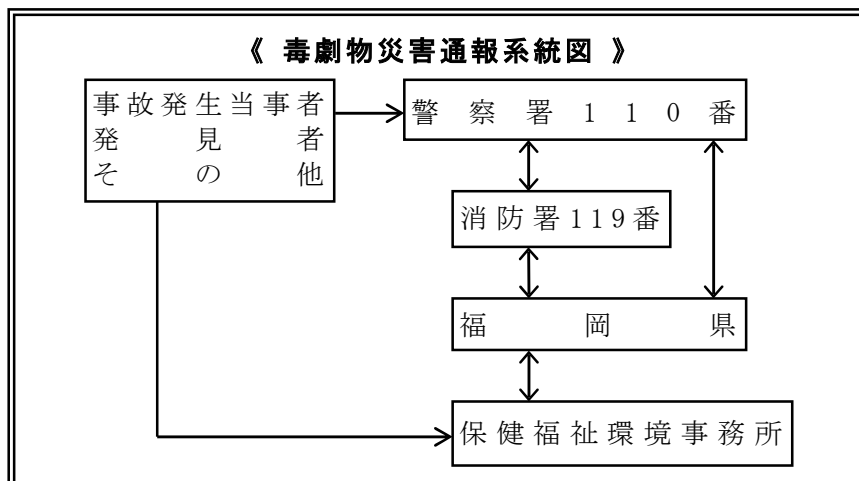 《 毒劇物災害通報系統図 》
事故発生当事者
発見者
その他
警察署110番
消防署119番
福岡県
保健福祉環境事務所